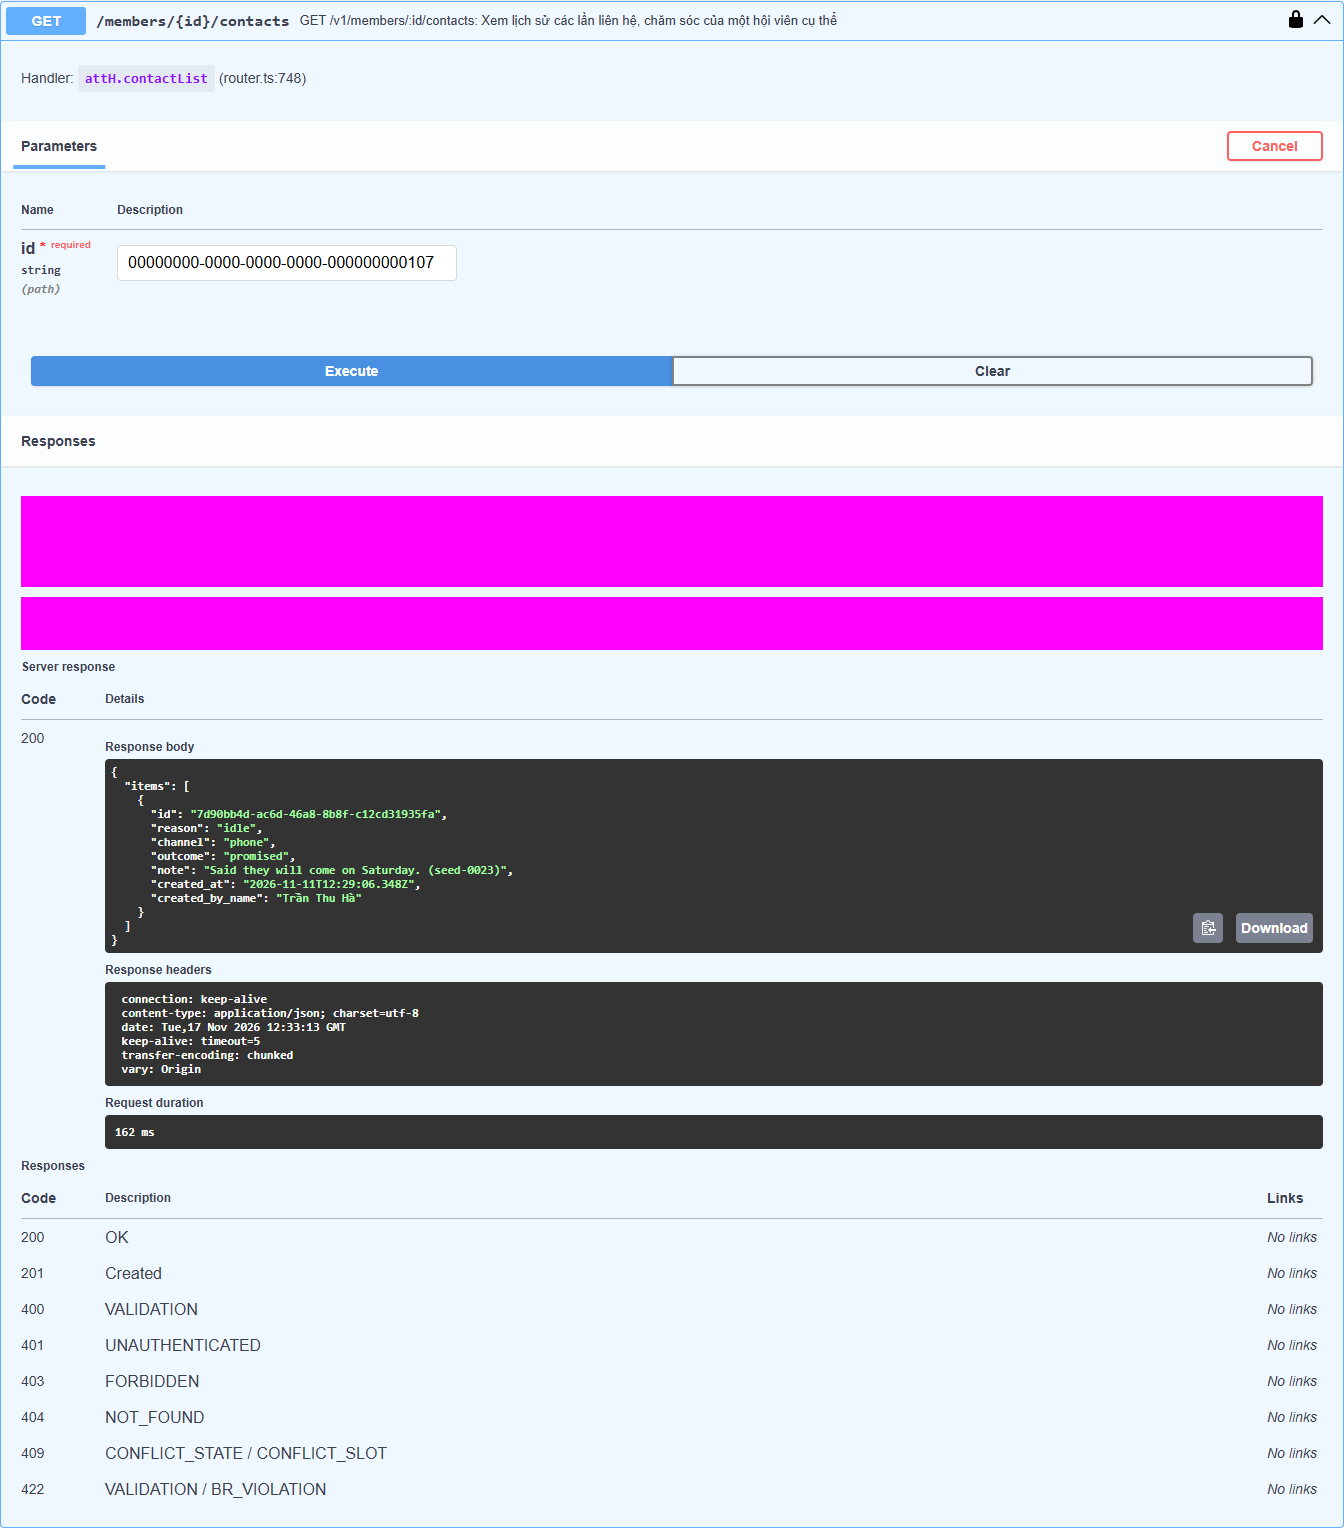 GET /members/{id}/contacts GET /v1/members/:id/contacts: Xem lịch sử các lần liên hệ, chăm sóc của một hội viên cụ thể
Handler: attH.contactList (router.ts:748)
Parameters
Cancel
Name Description
id * required
string
(path)
00000000-0000-0000-0000-000000000107
Execute
Clear
Responses
Server response
Code Details
200
Response body
{
  "items": [
    {
      "id": "7d90bb4d-ac6d-46a8-8b8f-c12cd31935fa",
      "reason": "idle",
      "channel": "phone",
      "outcome": "promised",
      "note": "Said they will come on Saturday. (seed-0023)",
      "created_at": "2026-11-11T12:29:06.348Z",
      "created_by_name": "Trần Thu Hà"
    }
  ]
}
Download
Response headers
connection: keep-alive
content-type: application/json; charset=utf-8
date: Tue,17 Nov 2026 12:33:13 GMT
keep-alive: timeout=5
transfer-encoding: chunked
vary: Origin
Request duration
162 ms
Responses
Code Description Links
200 OK No links
201 Created No links
400 VALIDATION No links
401 UNAUTHENTICATED No links
403 FORBIDDEN No links
404 NOT_FOUND No links
409 CONFLICT_STATE / CONFLICT_SLOT No links
422 VALIDATION / BR_VIOLATION No links